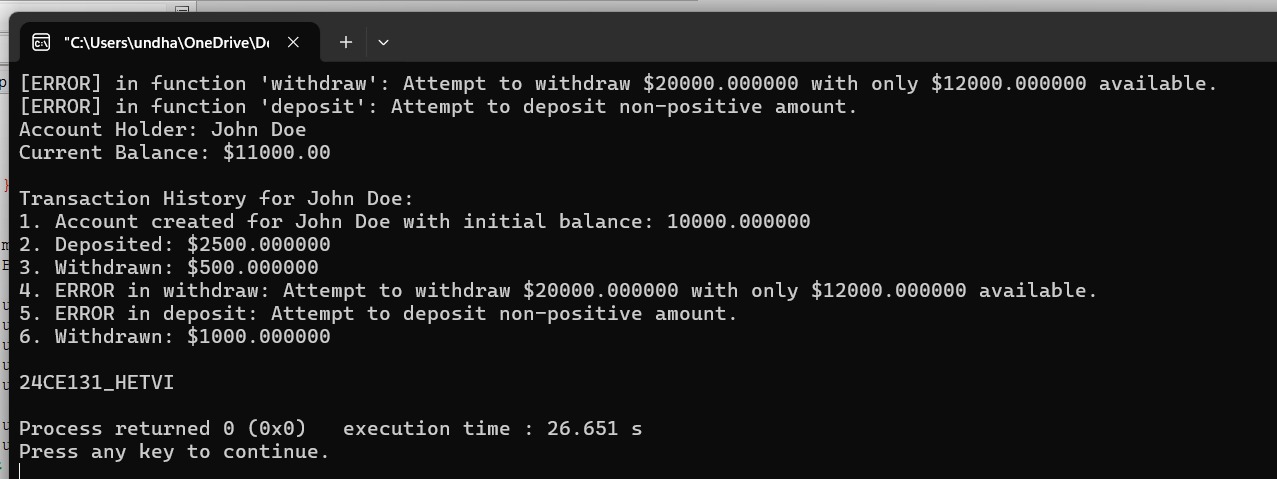 "C:\Users\undha\OneDrive\Dc
[ERROR] in function 'withdraw': Attempt to withdraw $20000.000000 with only $12000.000000 available.
[ERROR] in function 'deposit': Attempt to deposit non-positive amount.
Account Holder: John Doe
Current Balance: $11000.00
Transaction History for John Doe:
1. Account created for John Doe with initial balance: 10000.000000
2. Deposited: $2500.000000
3. Withdrawn: $500.000000
4. ERROR in withdraw: Attempt to withdraw $20000.000000 with only $12000.000000 available.
5. ERROR in deposit: Attempt to deposit non-positive amount.
6. Withdrawn: $1000.000000
24CE131_HETVI
Process returned 0 (0x0)   execution time : 26.651 s
Press any key to continue.